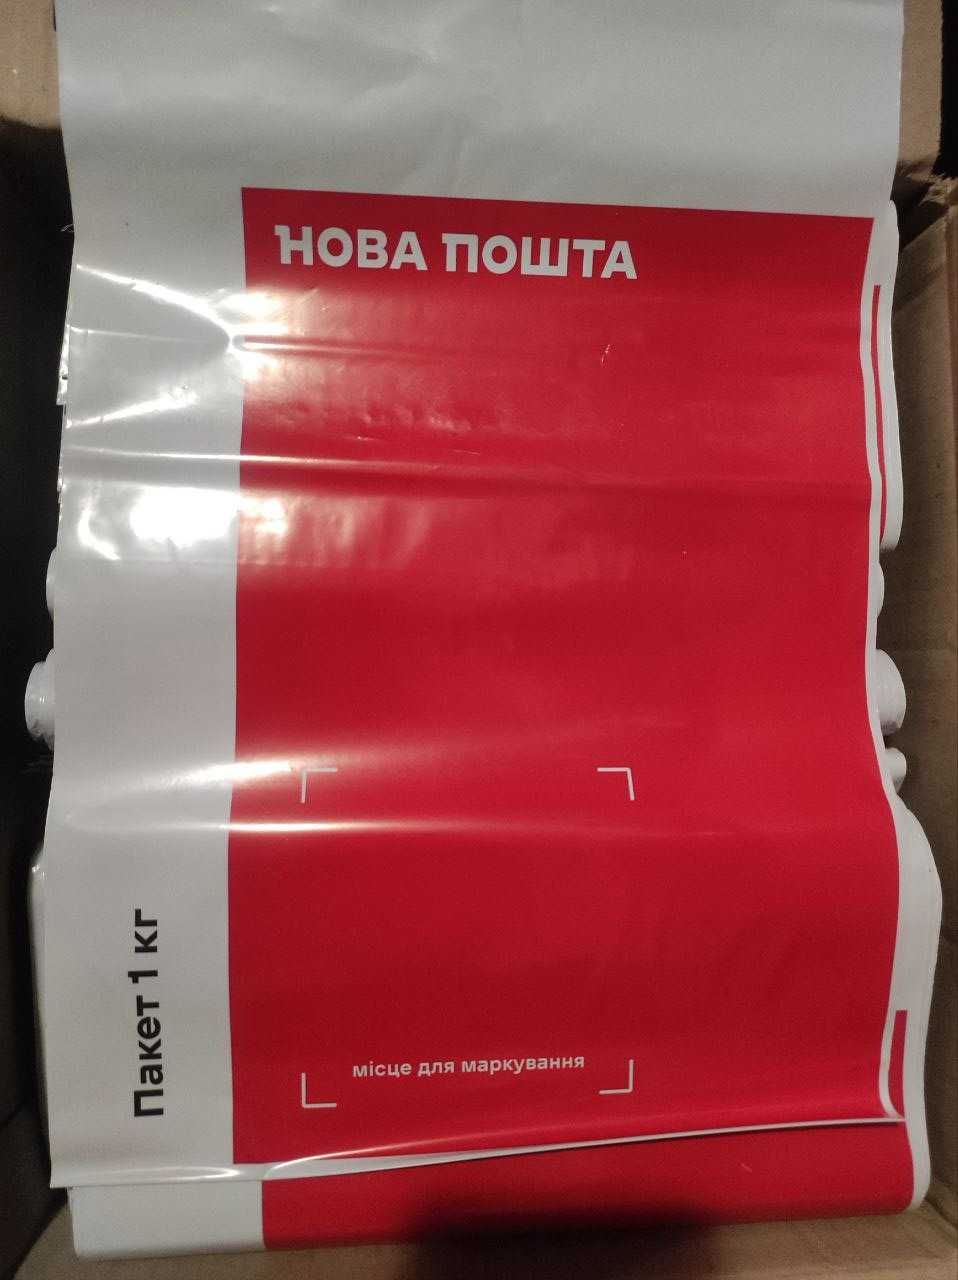 НОВА ПОШТА
Пакет 1 кг
місце для маркування